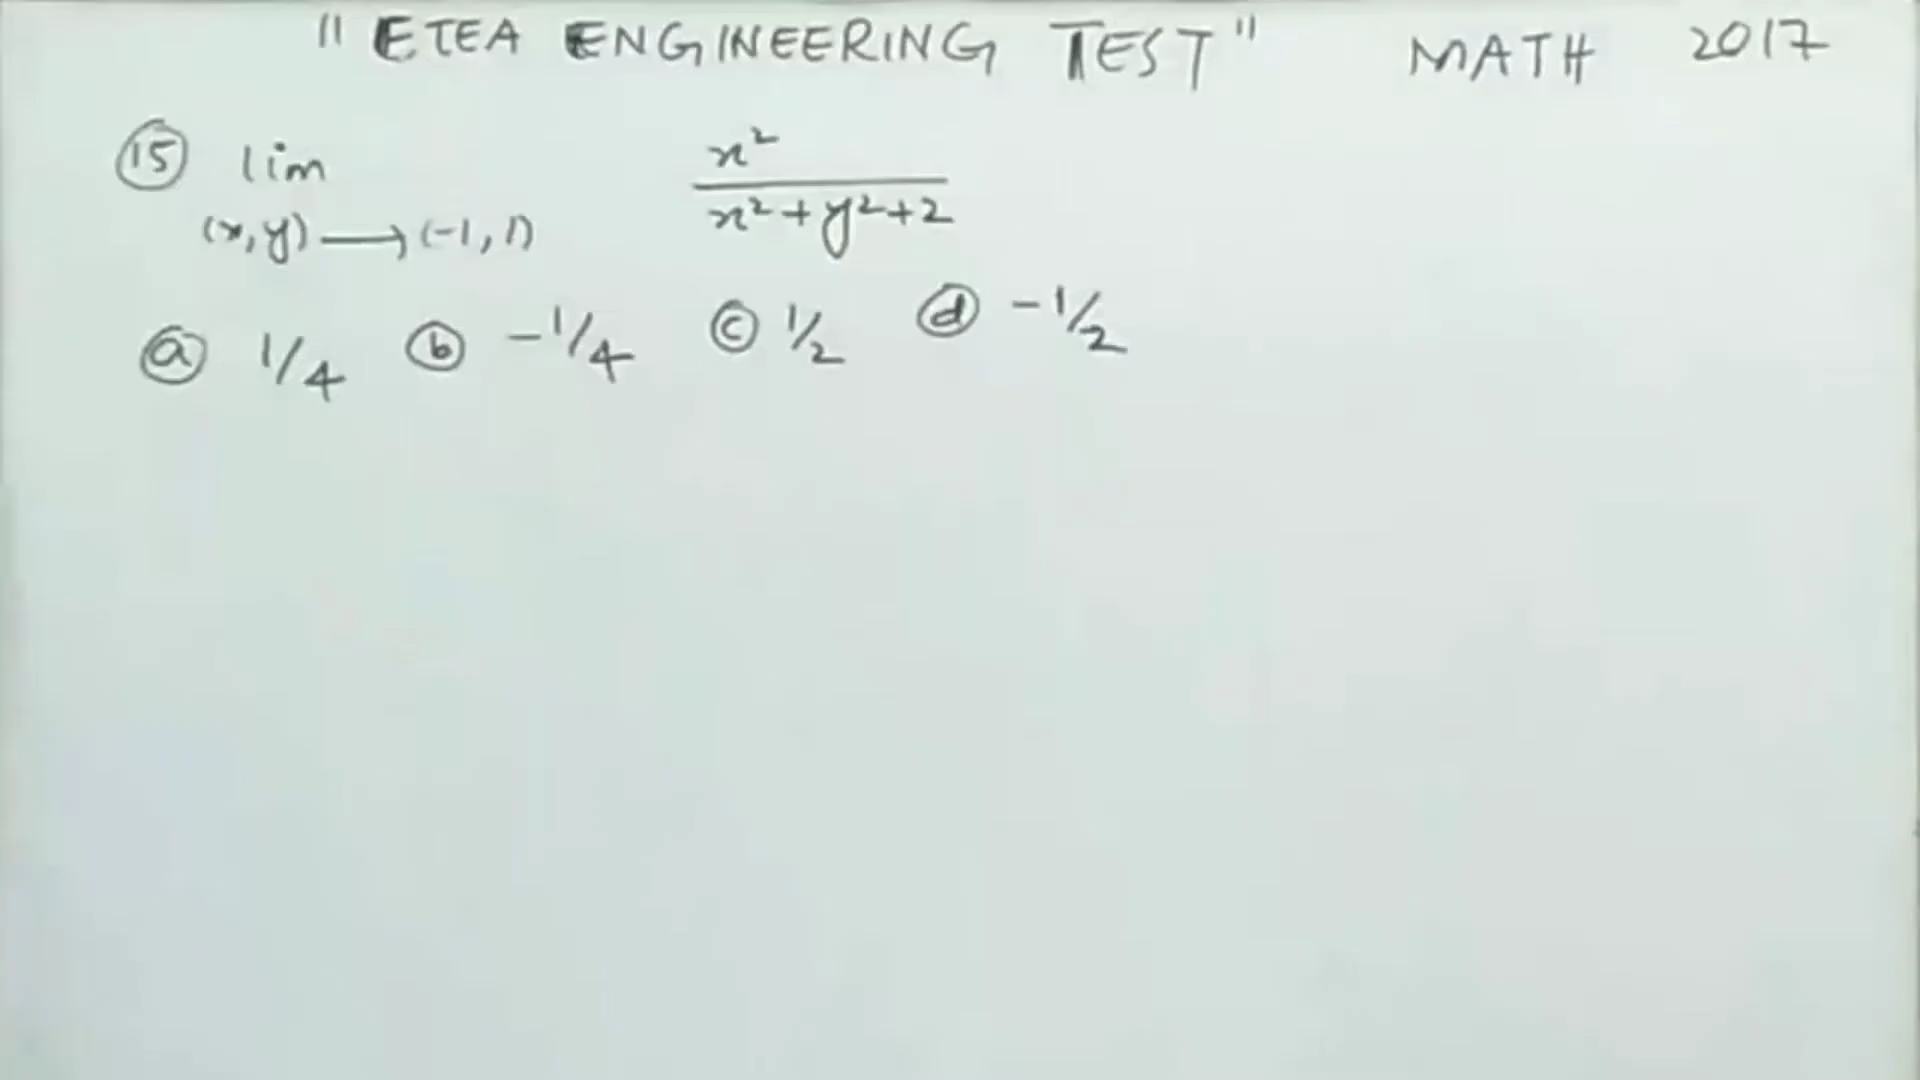 "ETEA ENGINEERING TEST" MATH 2017
15 lim x²/(x²+y²+2)
(x,y) → (-1,1)
a 1/4 b -1/4 c 1/2 d -1/2